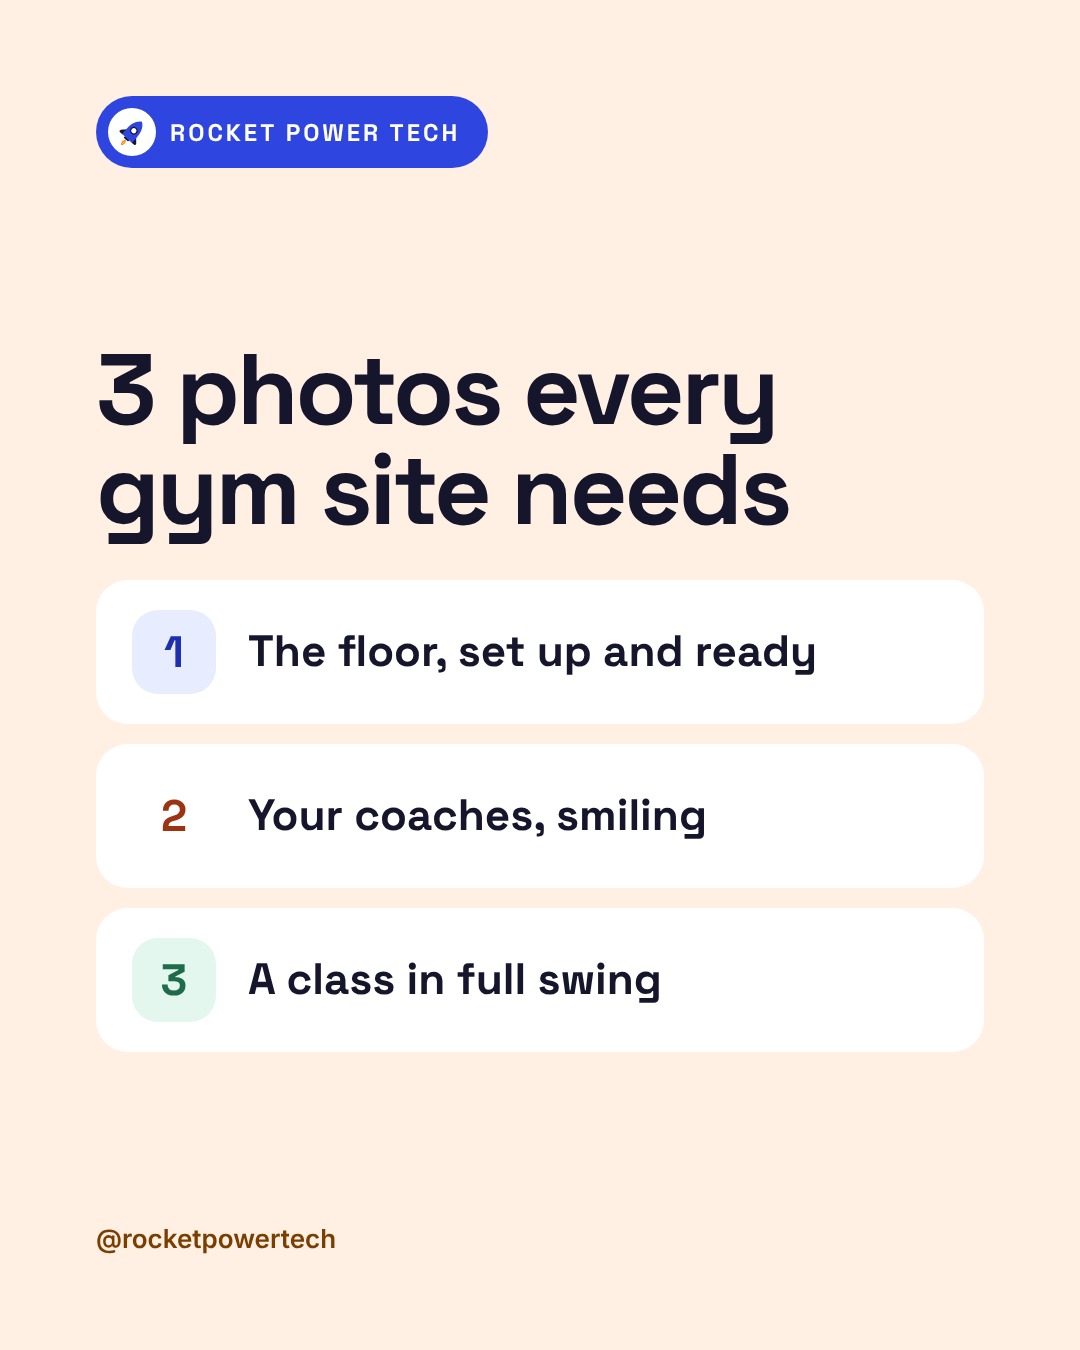 ROCKET POWER TECH
3 photos every
gym site needs
1 The floor, set up and ready
2 Your coaches, smiling
3 A class in full swing
@rocketpowertech